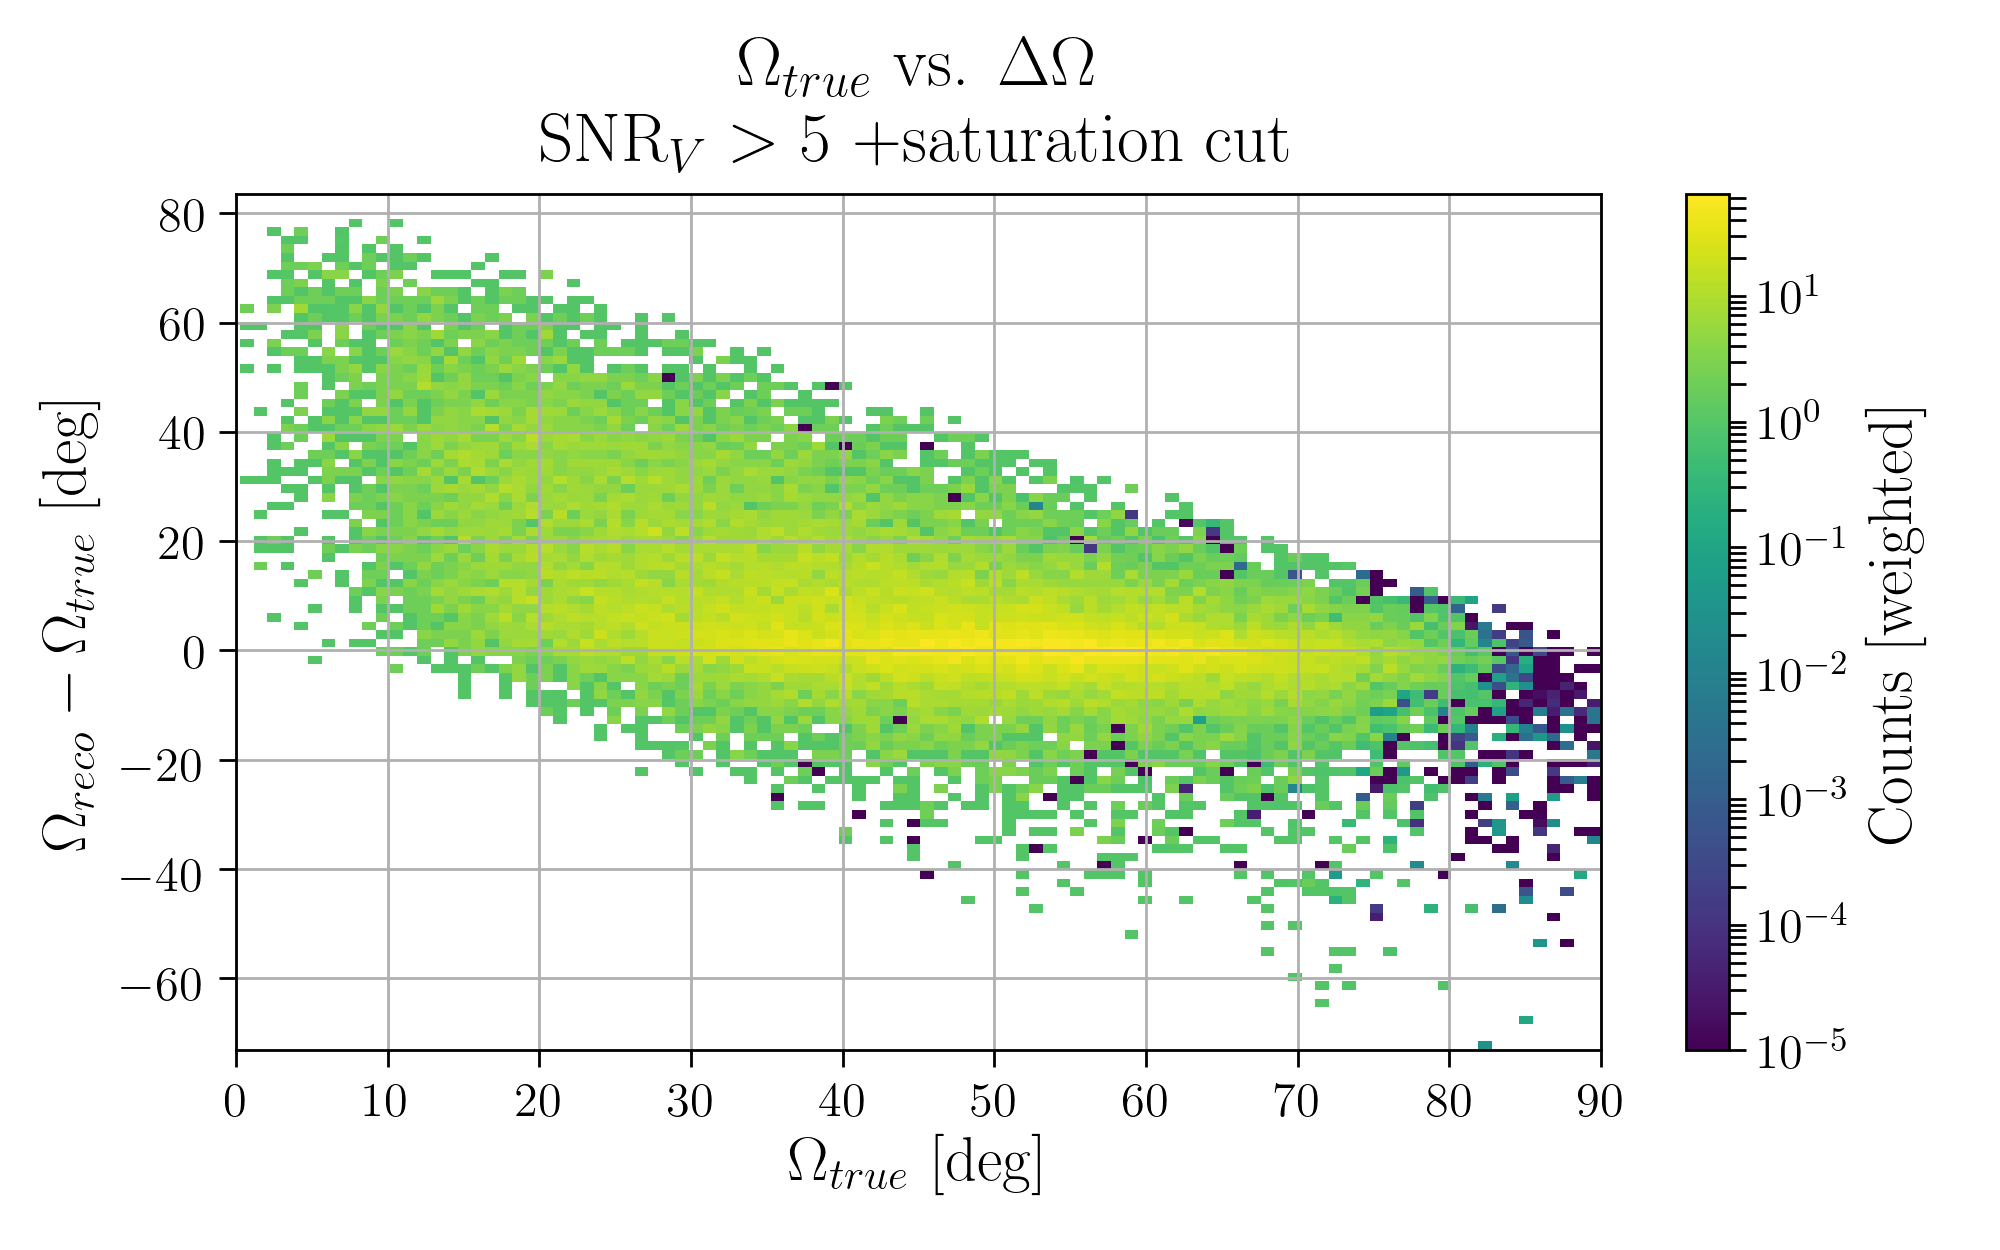 Ω_true vs. ΔΩ
SNR_V > 5 +saturation cut
80
60
40
20
0
−20
−40
−60
Ω_reco − Ω_true [deg]
0 10 20 30 40 50 60 70 80 90
Ω_true [deg]
10^1
10^0
10^−1
10^−2
10^−3
10^−4
10^−5
Counts [weighted]